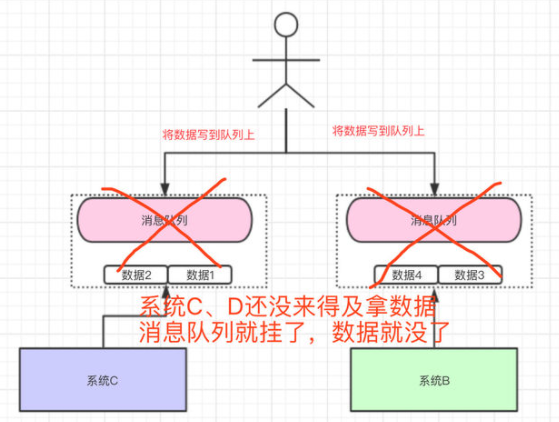 将数据写到队列上
将数据写到队列上
消息队列
消息队列
数据2
数据1
数据4
数据3
系统C、D还没来得及拿数据
消息队列就挂了，数据就没了
系统C
系统B